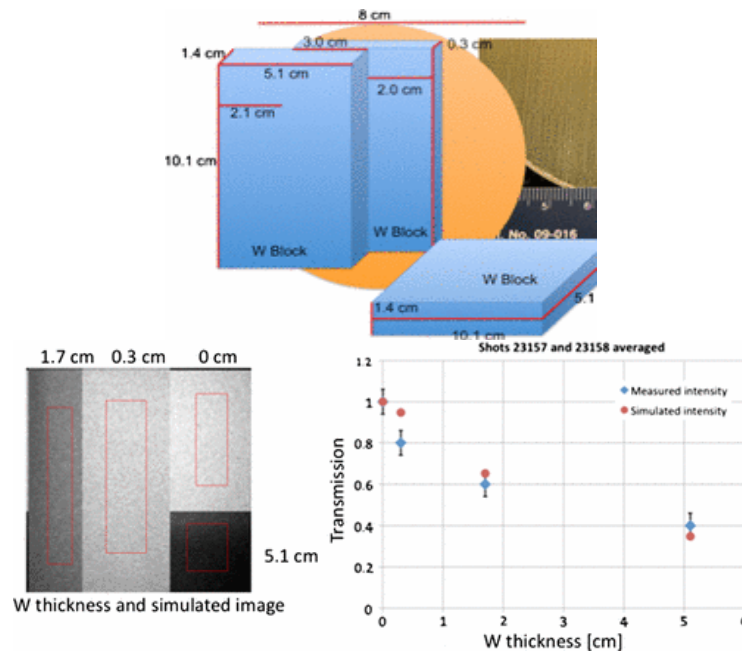 8 cm
3.0 cm
0.3 cm
1.4 cm
5.1 cm
2.0 cm
2.1 cm
10.1 cm
5
6
No. 09-016
W Block
W Block
W Block
1.4 cm
5.1
10.1 cm
1.7 cm 0.3 cm 0 cm
5.1 cm
W thickness and simulated image
Shots 23157 and 23158 averaged
Measured intensity
Simulated intensity
Transmission
1.2
1
0.8
0.6
0.4
0.2
0
0 1 2 3 4 5 6
W thickness [cm]